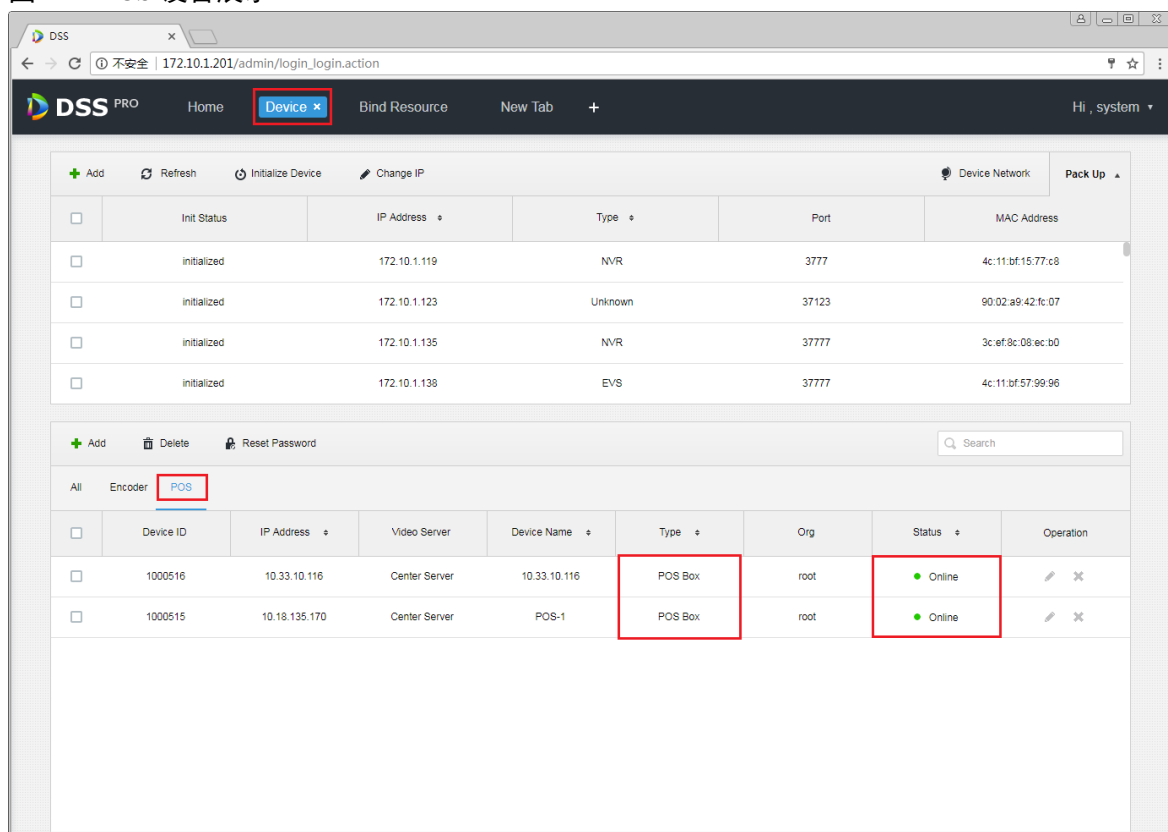 DSS
不安全 | 172.10.1.201/admin/login_login.action
DSS PRO Home Device × Bind Resource New Tab + Hi , system
Add Refresh Initialize Device Change IP Device Network Pack Up
Init Status IP Address Type Port MAC Address
initialized 172.10.1.119 NVR 3777 4c:11:bf:15:77:c8
initialized 172.10.1.123 Unknown 37123 90:02:a9:42:fc:07
initialized 172.10.1.135 NVR 37777 3c:ef:8c:08:ec:b0
initialized 172.10.1.138 EVS 37777 4c:11:bf:57:99:96
Add Delete Reset Password Search
All Encoder POS
Device ID IP Address Video Server Device Name Type Org Status Operation
1000516 10.33.10.116 Center Server 10.33.10.116 POS Box root Online
1000515 10.18.135.170 Center Server POS-1 POS Box root Online